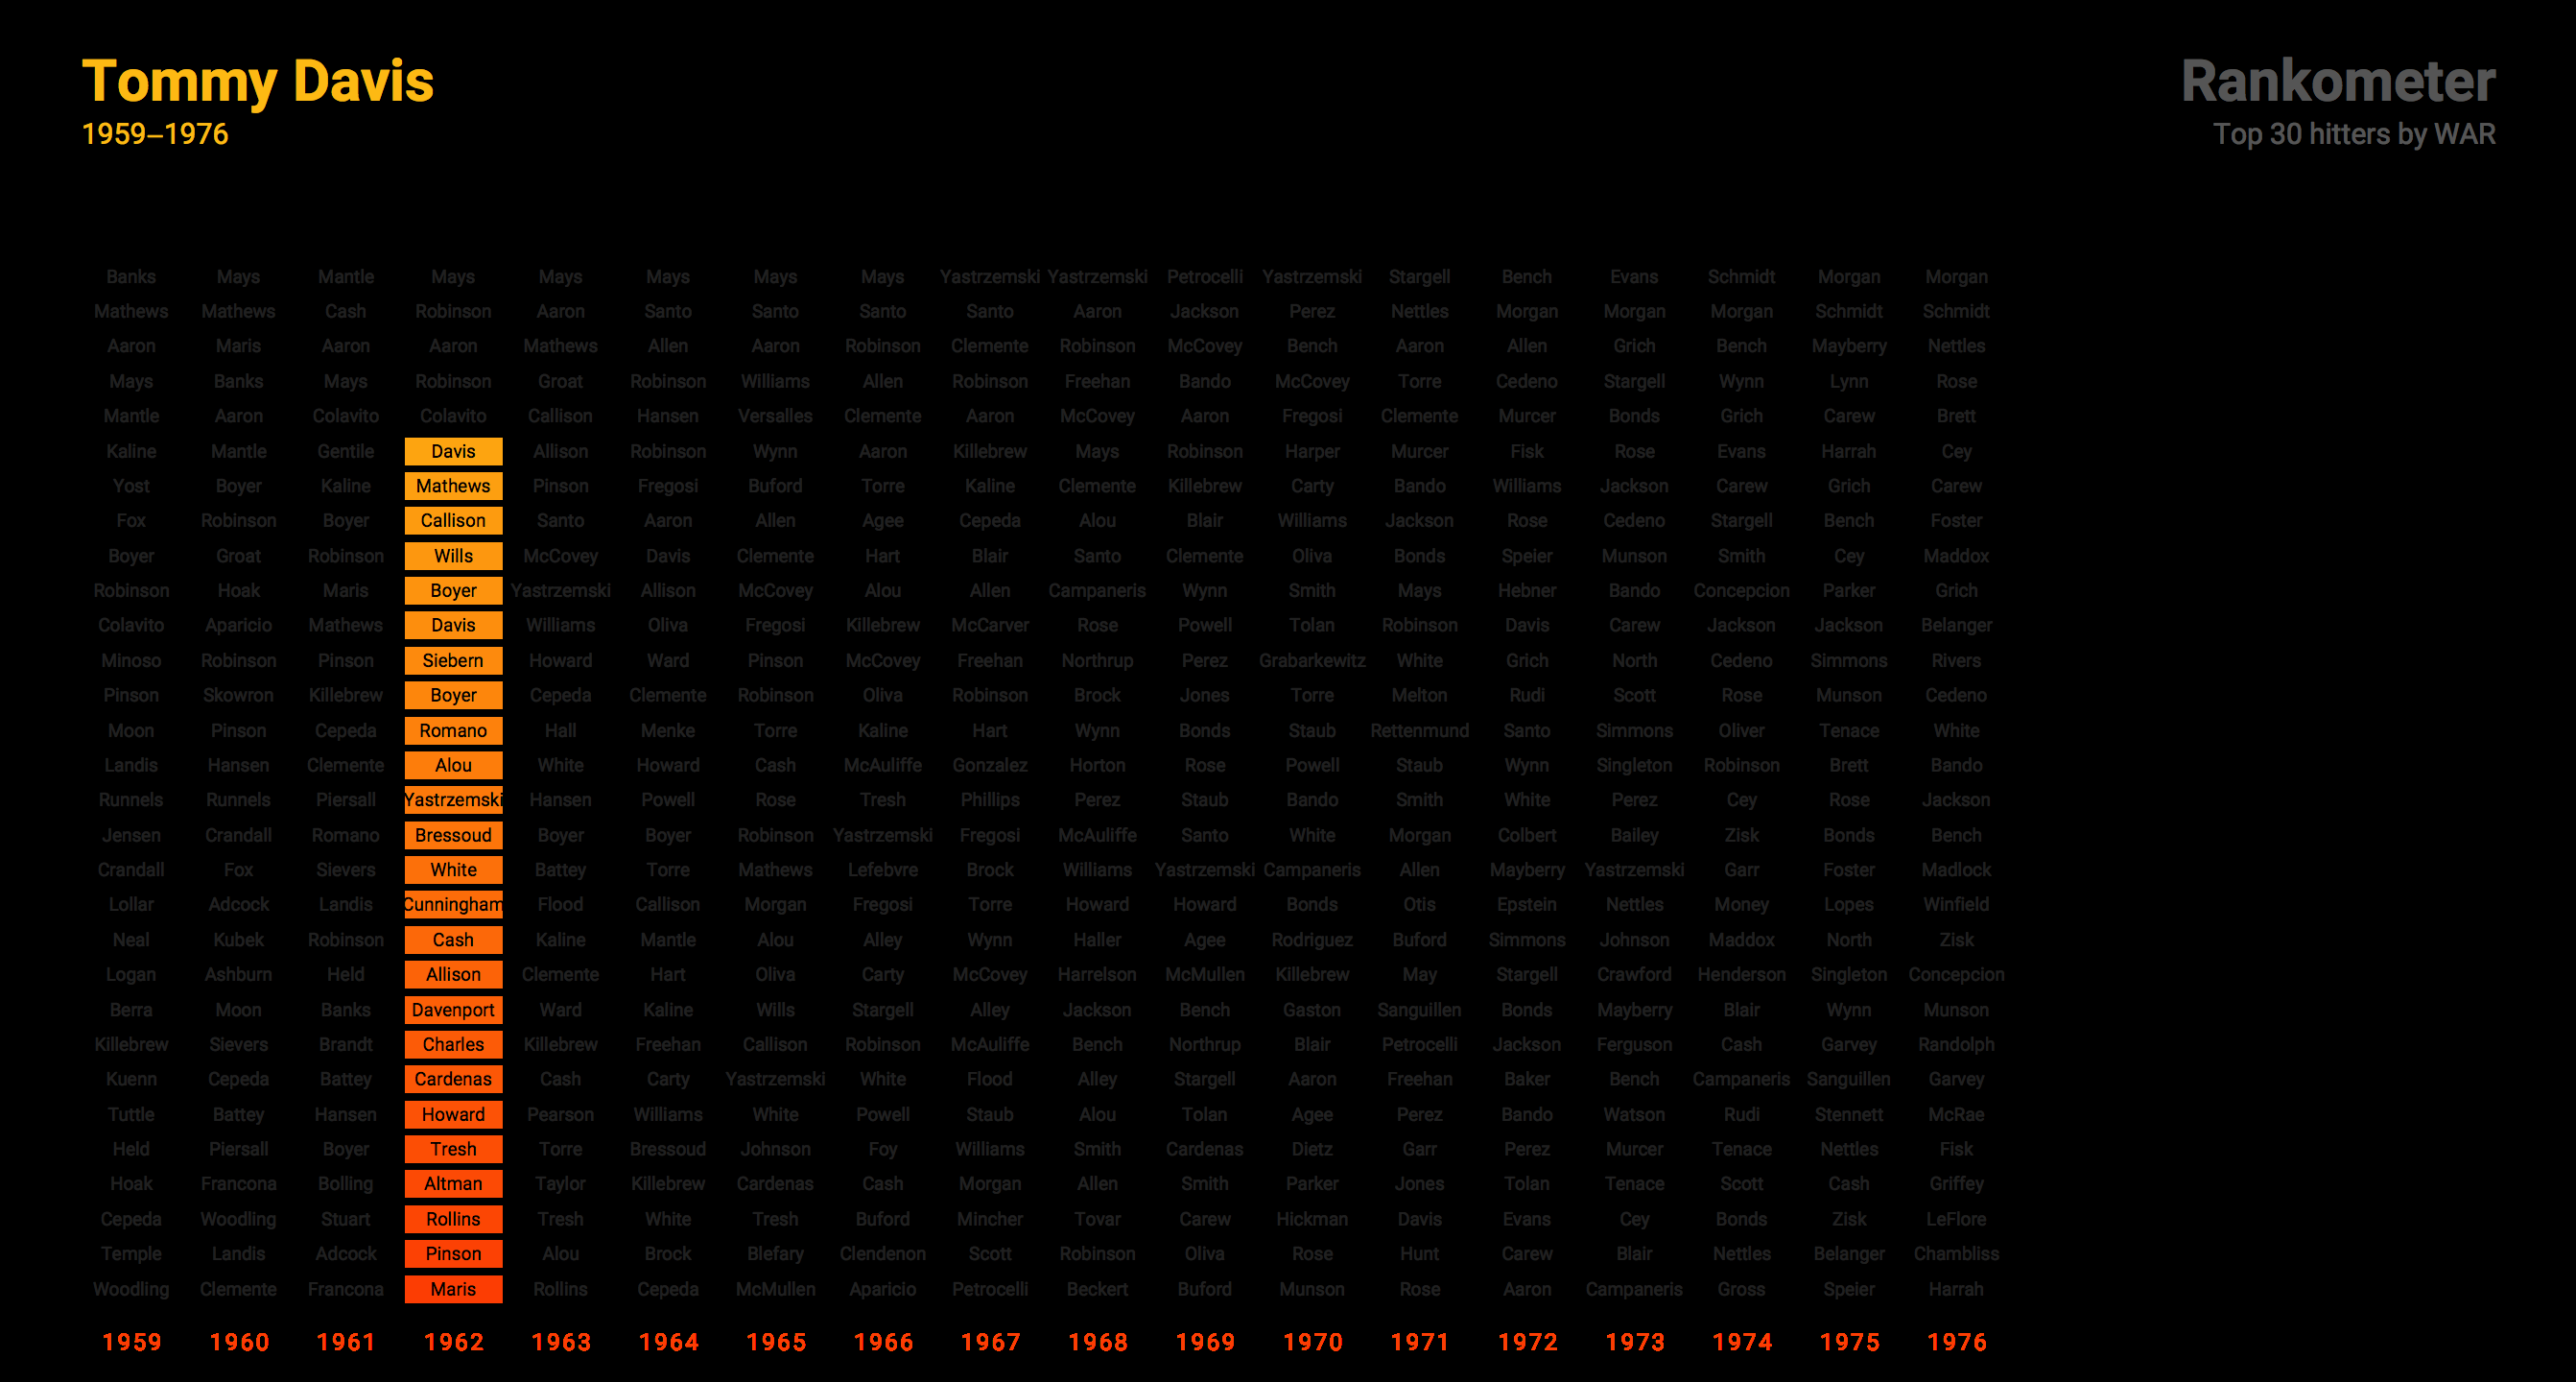 Tommy Davis
1959–1976
Rankometer
Top 30 hitters by WAR
Banks Mays Mantle Mays Mays Mays Mays Mays Yastrzemski Yastrzemski Petrocelli Yastrzemski Stargell Bench Evans Schmidt Morgan Morgan
Mathews Mathews Cash Robinson Aaron Santo Santo Santo Santo Aaron Jackson Perez Nettles Morgan Morgan Morgan Schmidt Schmidt
Aaron Maris Aaron Aaron Mathews Allen Aaron Robinson Clemente Robinson McCovey Bench Aaron Allen Grich Bench Mayberry Nettles
Mays Banks Mays Robinson Groat Robinson Williams Allen Robinson Freehan Bando McCovey Torre Cedeno Stargell Wynn Lynn Rose
Mantle Aaron Colavito Colavito Callison Hansen Versalles Clemente Aaron McCovey Aaron Fregosi Clemente Murcer Bonds Grich Carew Brett
Kaline Mantle Gentile Davis Allison Robinson Wynn Aaron Killebrew Mays Robinson Harper Murcer Fisk Rose Evans Harrah Cey
Yost Boyer Kaline Mathews Pinson Fregosi Buford Torre Kaline Clemente Killebrew Carty Bando Williams Jackson Carew Grich Carew
Fox Robinson Boyer Callison Santo Aaron Allen Agee Cepeda Alou Blair Williams Jackson Rose Cedeno Stargell Bench Foster
Boyer Groat Robinson Wills McCovey Davis Clemente Hart Blair Santo Clemente Oliva Bonds Speier Munson Smith Cey Maddox
Robinson Hoak Maris Boyer Yastrzemski Allison McCovey Alou Allen Campaneris Wynn Smith Mays Hebner Bando Concepcion Parker Grich
Colavito Aparicio Mathews Davis Williams Oliva Fregosi Killebrew McCarver Rose Powell Tolan Robinson Davis Carew Jackson Jackson Belanger
Minoso Robinson Pinson Siebern Howard Ward Pinson McCovey Freehan Northrup Perez Grabarkewitz White Grich North Cedeno Simmons Rivers
Pinson Skowron Killebrew Boyer Cepeda Clemente Robinson Oliva Robinson Brock Jones Torre Melton Rudi Scott Rose Munson Cedeno
Moon Pinson Cepeda Romano Hall Menke Torre Kaline Hart Wynn Bonds Staub Rettenmund Santo Simmons Oliver Tenace White
Landis Hansen Clemente Alou White Howard Cash McAuliffe Gonzalez Horton Rose Powell Staub Wynn Singleton Robinson Brett Bando
Runnels Runnels Piersall Yastrzemski Hansen Powell Rose Tresh Phillips Perez Staub Bando Smith White Perez Cey Rose Jackson
Jensen Crandall Romano Bressoud Boyer Boyer Robinson Yastrzemski Fregosi McAuliffe Santo White Morgan Colbert Bailey Zisk Bonds Bench
Crandall Fox Sievers White Battey Torre Mathews Lefebvre Brock Williams Yastrzemski Campaneris Allen Mayberry Yastrzemski Garr Foster Madlock
Lollar Adcock Landis Cunningham Flood Callison Morgan Fregosi Torre Howard Howard Bonds Otis Epstein Nettles Money Lopes Winfield
Neal Kubek Robinson Cash Kaline Mantle Alou Alley Wynn Haller Agee Rodriguez Buford Simmons Johnson Maddox North Zisk
Logan Ashburn Held Allison Clemente Hart Oliva Carty McCovey Harrelson McMullen Killebrew May Stargell Crawford Henderson Singleton Concepcion
Berra Moon Banks Davenport Ward Kaline Wills Stargell Alley Jackson Bench Gaston Sanguillen Bonds Mayberry Blair Wynn Munson
Killebrew Sievers Brandt Charles Killebrew Freehan Callison Robinson McAuliffe Bench Northrup Blair Petrocelli Jackson Ferguson Cash Garvey Randolph
Kuenn Cepeda Battey Cardenas Cash Carty Yastrzemski White Flood Alley Stargell Aaron Freehan Baker Bench Campaneris Sanguillen Garvey
Tuttle Battey Hansen Howard Pearson Williams White Powell Staub Alou Tolan Agee Perez Bando Watson Rudi Stennett McRae
Held Piersall Boyer Tresh Torre Bressoud Johnson Foy Williams Smith Cardenas Dietz Garr Perez Murcer Tenace Nettles Fisk
Hoak Francona Bolling Altman Taylor Killebrew Cardenas Cash Morgan Allen Smith Parker Jones Tolan Tenace Scott Cash Griffey
Cepeda Woodling Stuart Rollins Tresh White Tresh Buford Mincher Tovar Carew Hickman Davis Evans Cey Bonds Zisk LeFlore
Temple Landis Adcock Pinson Alou Brock Blefary Clendenon Scott Robinson Oliva Rose Hunt Carew Blair Nettles Belanger Chambliss
Woodling Clemente Francona Maris Rollins Cepeda McMullen Aparicio Petrocelli Beckert Buford Munson Rose Aaron Campaneris Gross Speier Harrah
1959 1960 1961 1962 1963 1964 1965 1966 1967 1968 1969 1970 1971 1972 1973 1974 1975 1976